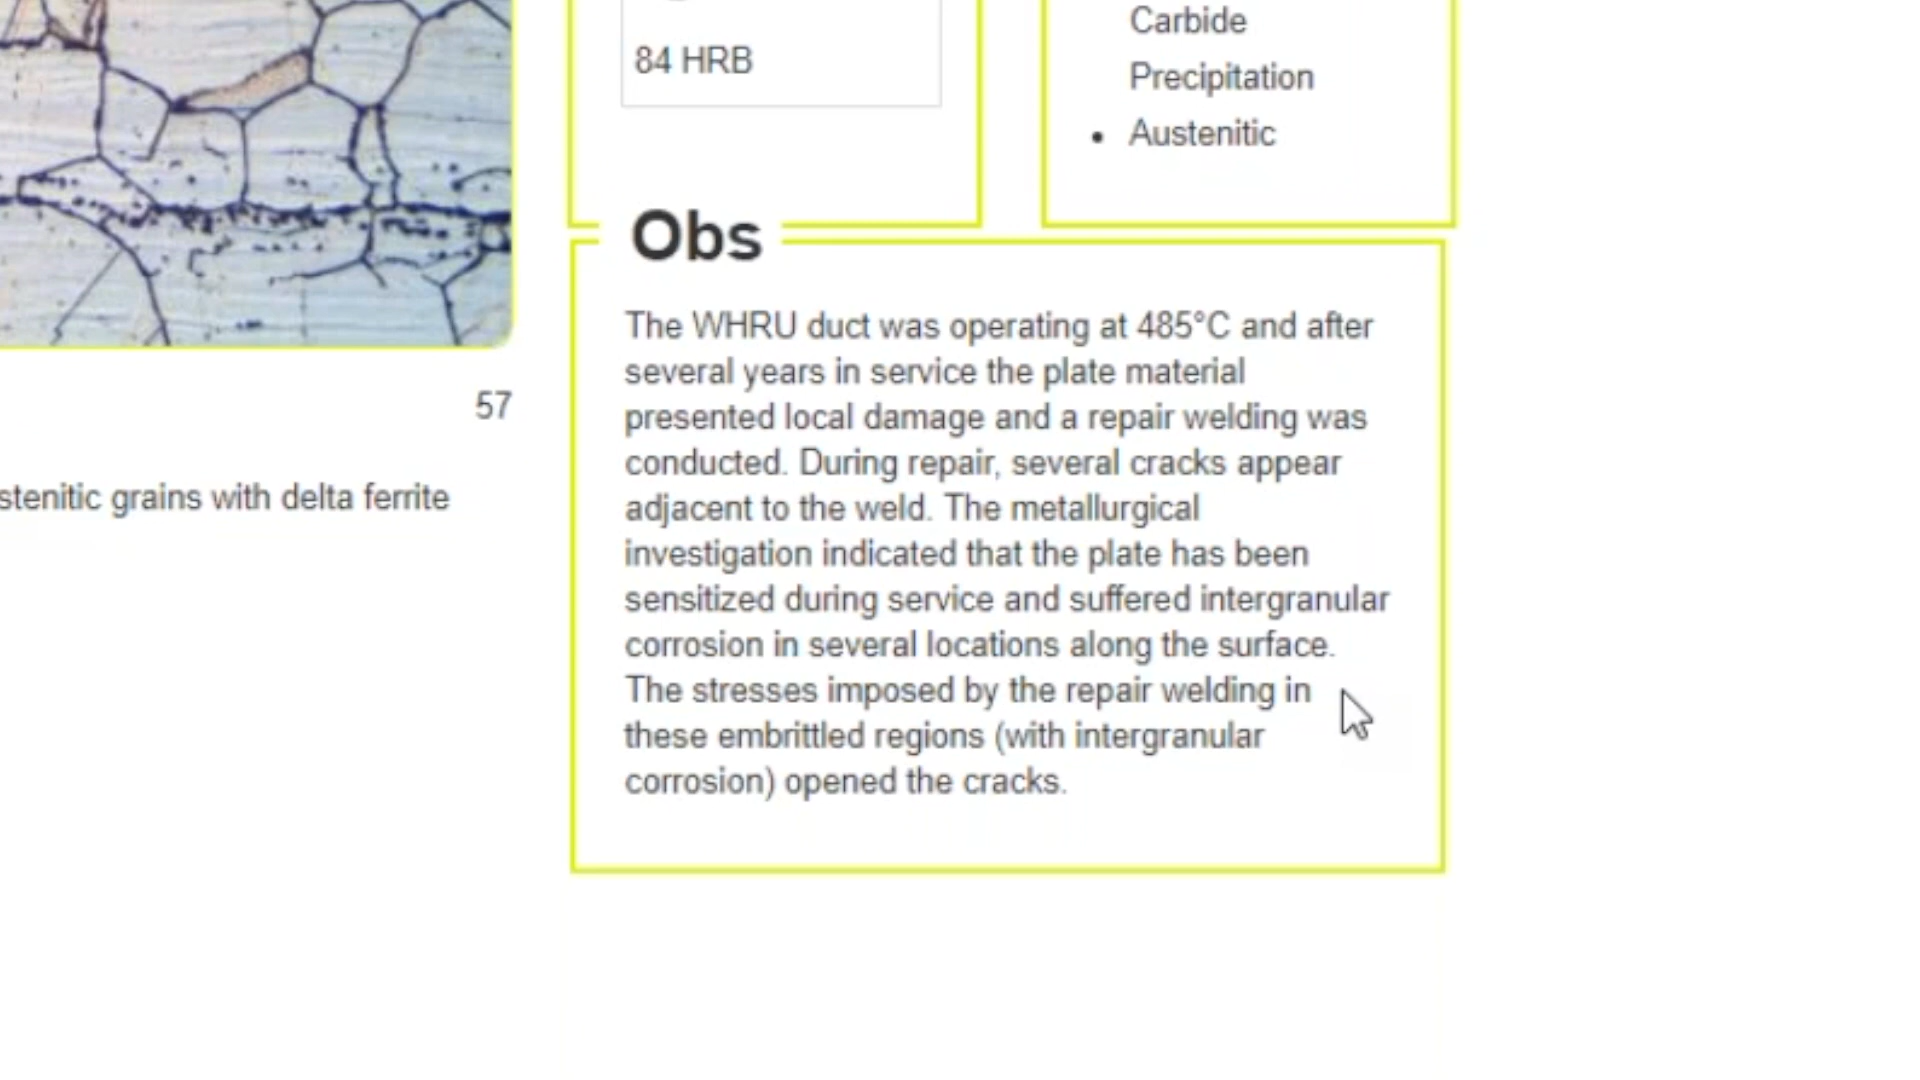 84 HRB
Carbide
Precipitation
• Austenitic
57
stenitic grains with delta ferrite
Obs
The WHRU duct was operating at 485°C and after
several years in service the plate material
presented local damage and a repair welding was
conducted. During repair, several cracks appear
adjacent to the weld. The metallurgical
investigation indicated that the plate has been
sensitized during service and suffered intergranular
corrosion in several locations along the surface.
The stresses imposed by the repair welding in
these embrittled regions (with intergranular
corrosion) opened the cracks.